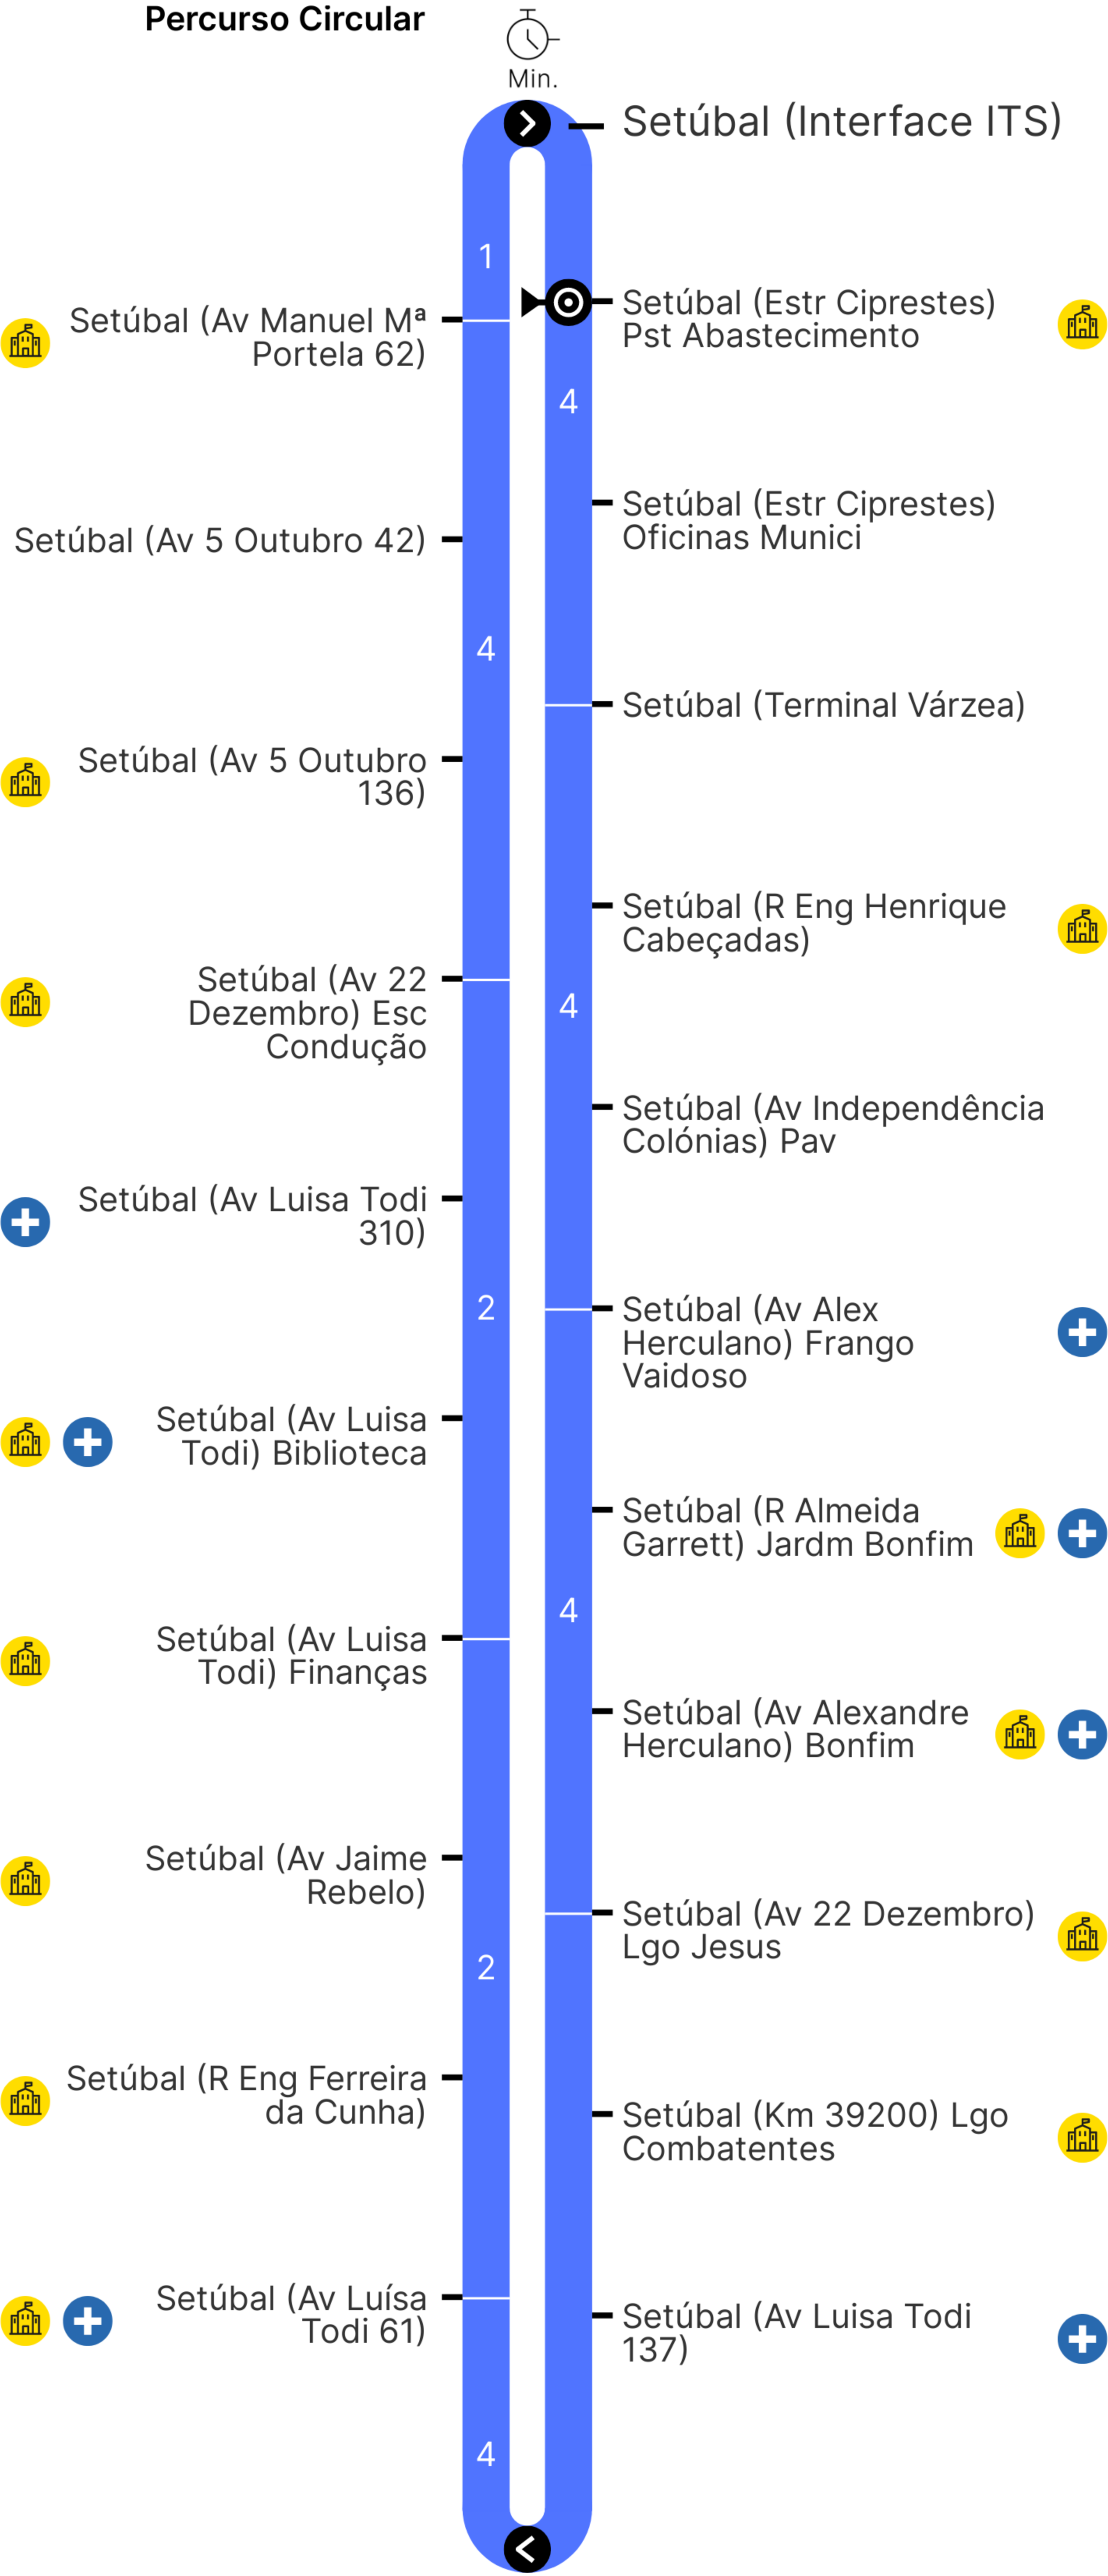 Percurso Circular
Min.
Setúbal (Interface ITS)
1
Setúbal (Estr Ciprestes)
Pst Abastecimento
Setúbal (Av Manuel Mª
Portela 62)
4
Setúbal (Estr Ciprestes)
Oficinas Munici
Setúbal (Av 5 Outubro 42)
4
Setúbal (Terminal Várzea)
Setúbal (Av 5 Outubro
136)
Setúbal (R Eng Henrique
Cabeçadas)
Setúbal (Av 22
Dezembro) Esc
Condução
4
Setúbal (Av Independência
Colónias) Pav
Setúbal (Av Luisa Todi
310)
2
Setúbal (Av Alex
Herculano) Frango
Vaidoso
Setúbal (Av Luisa
Todi) Biblioteca
Setúbal (R Almeida
Garrett) Jardm Bonfim
4
Setúbal (Av Luisa
Todi) Finanças
Setúbal (Av Alexandre
Herculano) Bonfim
Setúbal (Av Jaime
Rebelo)
Setúbal (Av 22 Dezembro)
Lgo Jesus
2
Setúbal (R Eng Ferreira
da Cunha)
Setúbal (Km 39200) Lgo
Combatentes
Setúbal (Av Luísa
Todi 61)
Setúbal (Av Luisa Todi
137)
4